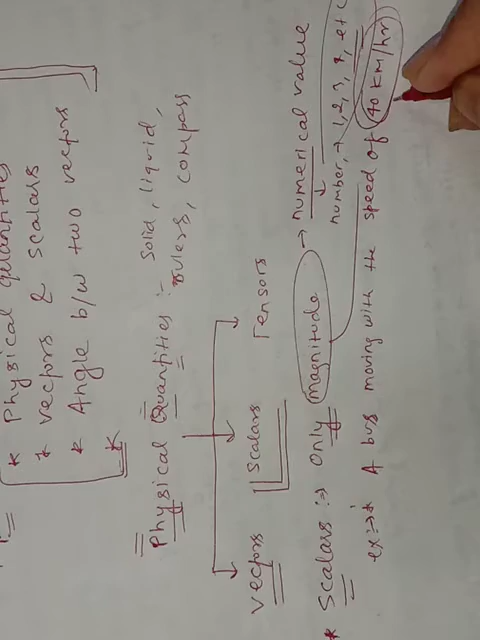 * Physical quantities
* Vectors & scalars
* Angle b/w two vectors
*
Physical Quantities :- Solid, liquid,
rulers, compass
Vectors Scalars Tensors
* Scalars :→ Only magnitude → numerical value
number, → 1, 2, 3, 4, etc
ex:→* A bus moving with the speed of 40 KM/hr